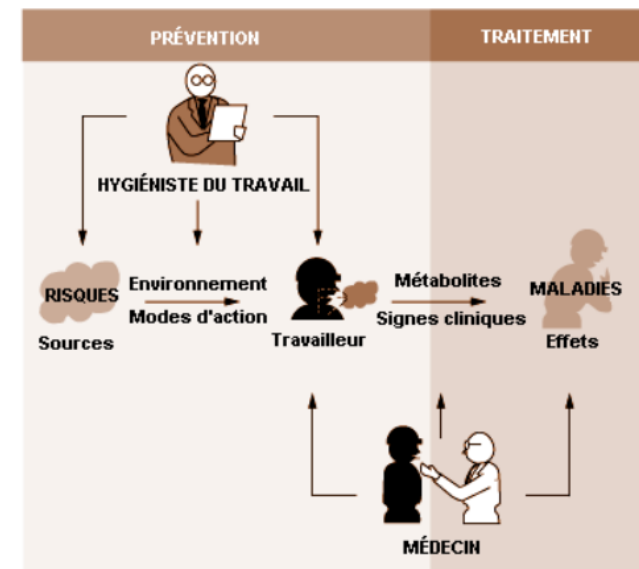 PRÉVENTION
TRAITEMENT
HYGIÉNISTE DU TRAVAIL
RISQUES
Sources
Environnement
Modes d'action
Travailleur
Métabolites
Signes cliniques
MALADIES
Effets
MÉDECIN